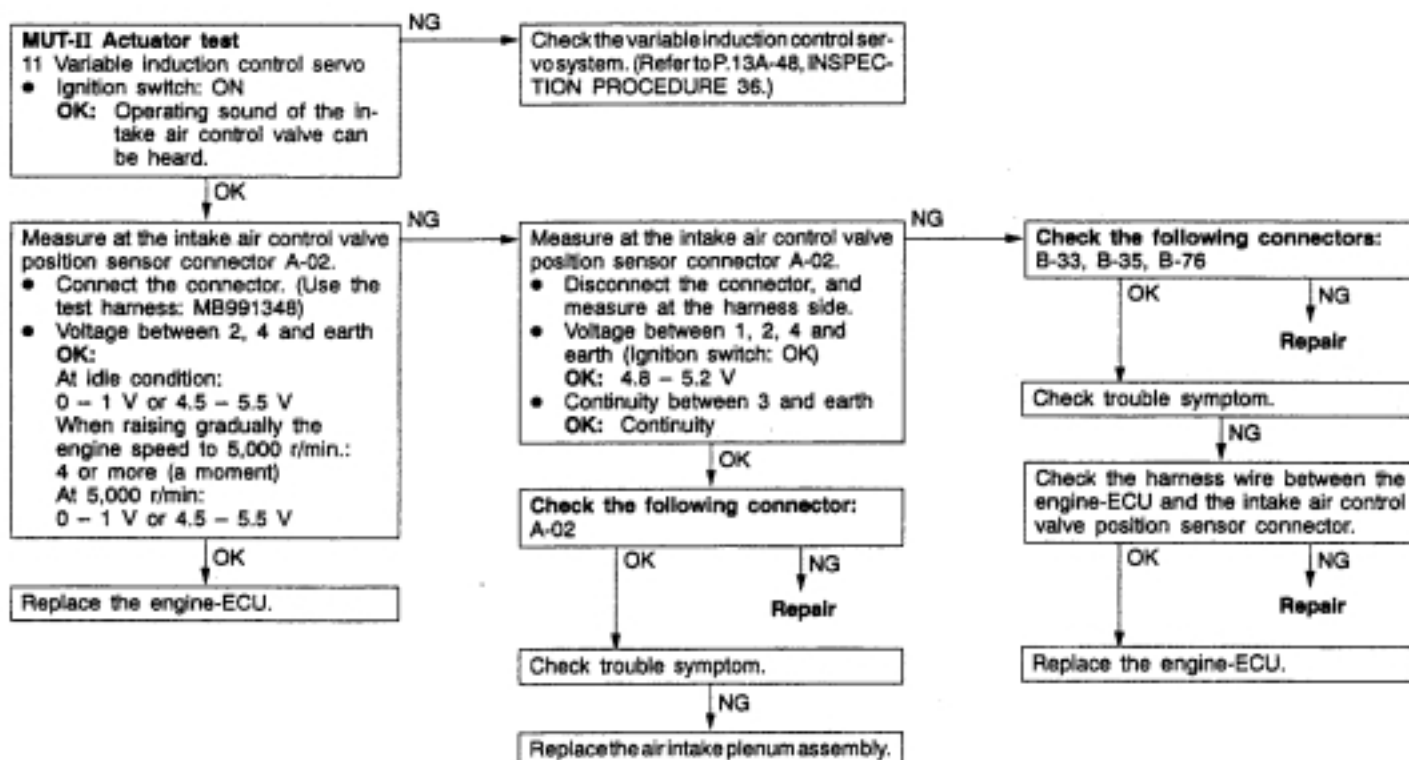 MUT-II Actuator test
11 Variable induction control servo
● Ignition switch: ON
OK: Operating sound of the in-
take air control valve can
be heard.
NG
Check the variable induction control ser-
vo system. (Refer to P.13A-48, INSPEC-
TION PROCEDURE 36.)
OK
Measure at the intake air control valve
position sensor connector A-02.
● Connect the connector. (Use the
test harness: MB991348)
● Voltage between 2, 4 and earth
OK:
At idle condition:
0 – 1 V or 4.5 – 5.5 V
When raising gradually the
engine speed to 5,000 r/min.:
4 or more (a moment)
At 5,000 r/min:
0 – 1 V or 4.5 – 5.5 V
OK
Replace the engine-ECU.
NG
Measure at the intake air control valve
position sensor connector A-02.
● Disconnect the connector, and
measure at the harness side.
● Voltage between 1, 2, 4 and
earth (Ignition switch: OK)
OK: 4.8 – 5.2 V
● Continuity between 3 and earth
OK: Continuity
OK
Check the following connector:
A-02
OK
NG
Repair
Check trouble symptom.
NG
Replace the air intake plenum assembly.
NG
Check the following connectors:
B-33, B-35, B-76
OK
NG
Repair
Check trouble symptom.
NG
Check the harness wire between the
engine-ECU and the intake air control
valve position sensor connector.
OK
NG
Repair
Replace the engine-ECU.